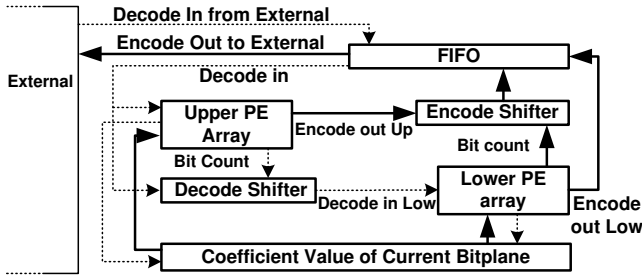 Decode In from External
Encode Out to External
FIFO
External
Decode in
Upper PE
Array
Encode out Up
Encode Shifter
Bit Count
Bit count
Decode Shifter
Decode in Low
Lower PE
array
Encode
out Low
Coefficient Value of Current Bitplane